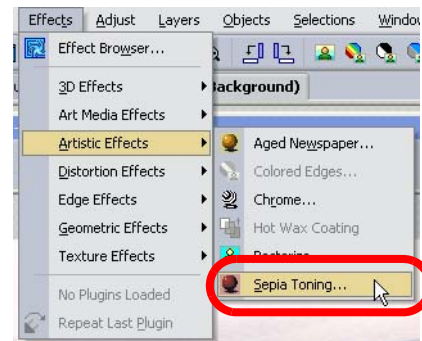 Effects Adjust Layers Objects Selections
Effect Browser...
3D Effects
ackground)
Art Media Effects
Artistic Effects
Aged Newspaper...
Distortion Effects
Colored Edges...
Edge Effects
Chrome...
Geometric Effects
Hot Wax Coating
Texture Effects
Sepia Toning...
No Plugins Loaded
Repeat Last Plugin